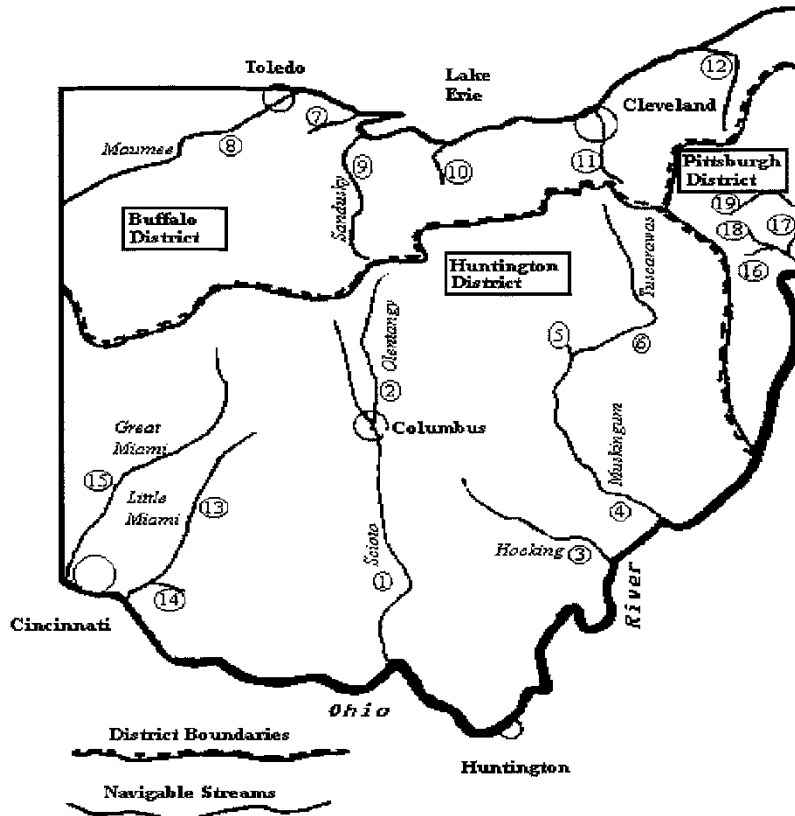 Toledo
Lake
Erie
12
Cleveland
7
Maumee
8
9
10
11
Pittsburgh
District
19
18
17
16
Sandusky
Buffalo
District
Huntington
District
Tuscarawas
Olentangy
5
6
2
Columbus
Great
Miami
15
Little
Miami
13
Muskingum
4
Hocking
3
Scioto
1
14
Cincinnati
River
Ohio
District Boundaries
Huntington
Navigable Streams